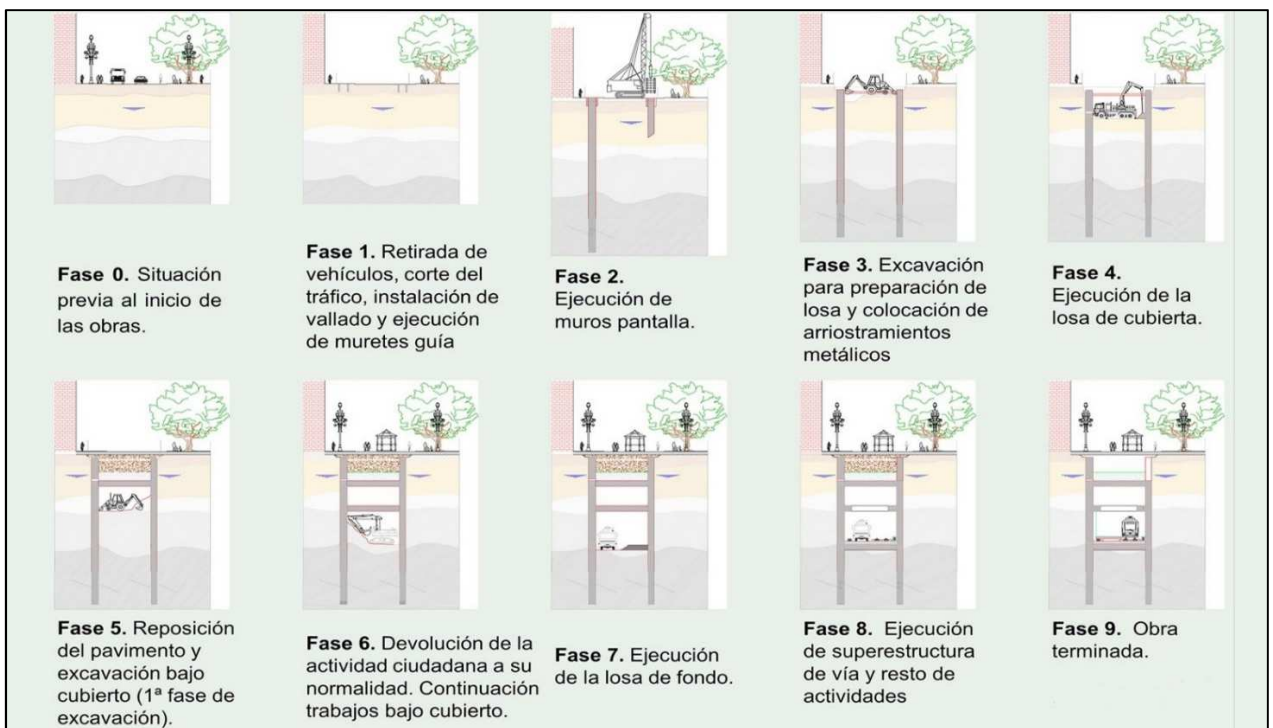 Fase 0. Situación
previa al inicio de
las obras.
Fase 1. Retirada de
vehículos, corte del
tráfico, instalación de
vallado y ejecución
de muretes guía
Fase 2.
Ejecución de
muros pantalla.
Fase 3. Excavación
para preparación de
losa y colocación de
arriostramientos
metálicos
Fase 4.
Ejecución de la
losa de cubierta.
Fase 5. Reposición
del pavimento y
excavación bajo
cubierto (1ª fase de
excavación).
Fase 6. Devolución de la
actividad ciudadana a su
normalidad. Continuación
trabajos bajo cubierto.
Fase 7. Ejecución
de la losa de fondo.
Fase 8. Ejecución
de superestructura
de vía y resto de
actividades
Fase 9. Obra
terminada.